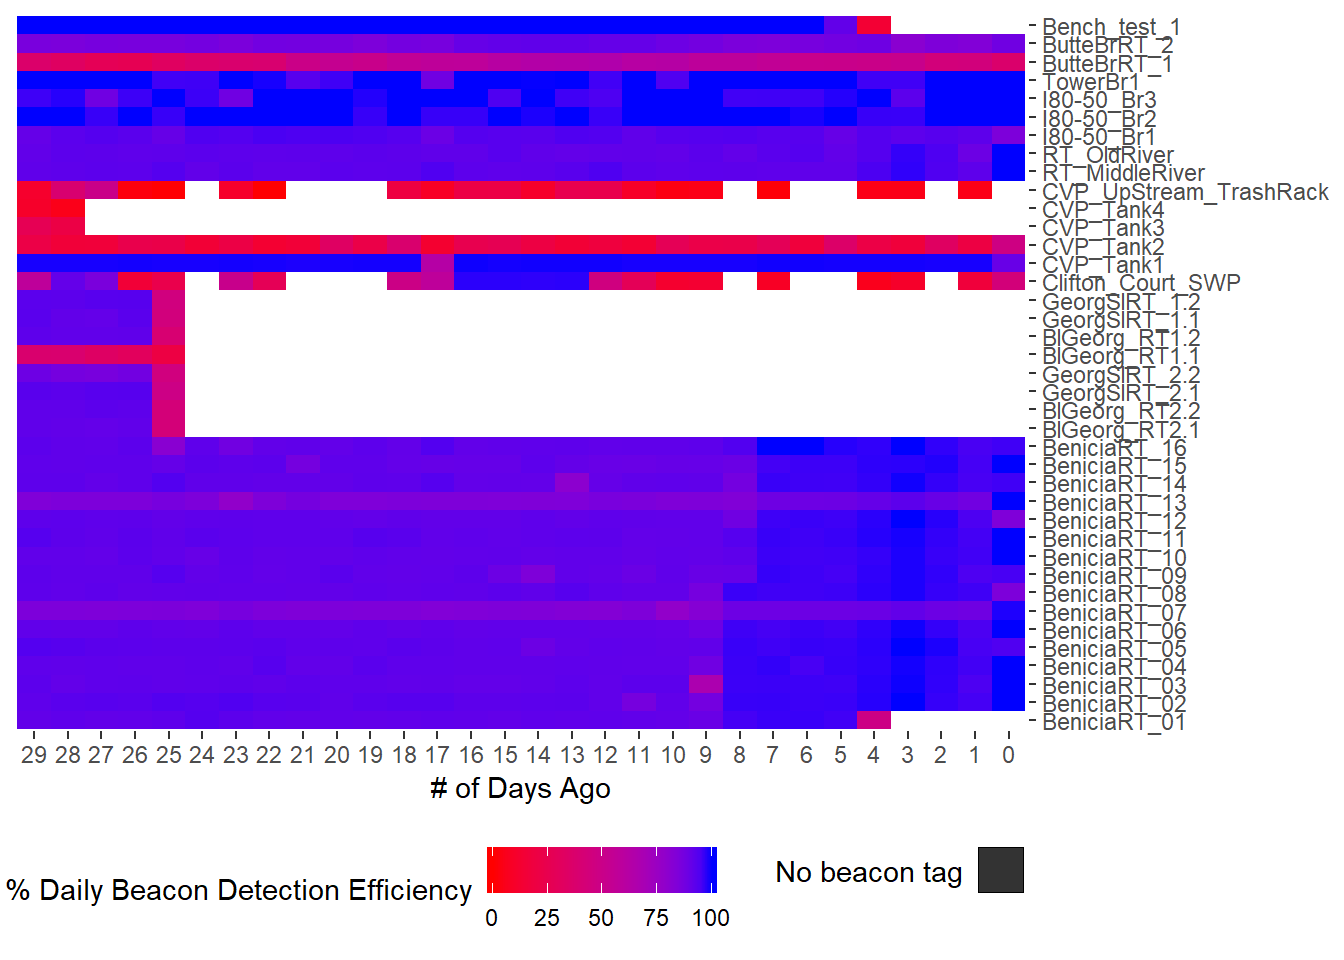 Bench_test_1
ButteBrRT_2
ButteBrRT_1
TowerBr1
I80-50_Br3
I80-50_Br2
I80-50_Br1
RT_OldRiver
RT_MiddleRiver
CVP_UpStream_TrashRack
CVP_Tank4
CVP_Tank3
CVP_Tank2
CVP_Tank1
Clifton_Court_SWP
GeorgSlRT_1.2
GeorgSlRT_1.1
BlGeorg_RT1.2
BlGeorg_RT1.1
GeorgSlRT_2.2
GeorgSlRT_2.1
BlGeorg_RT2.2
BlGeorg_RT2.1
BeniciaRT_16
BeniciaRT_15
BeniciaRT_14
BeniciaRT_13
BeniciaRT_12
BeniciaRT_11
BeniciaRT_10
BeniciaRT_09
BeniciaRT_08
BeniciaRT_07
BeniciaRT_06
BeniciaRT_05
BeniciaRT_04
BeniciaRT_03
BeniciaRT_02
BeniciaRT_01
29 28 27 26 25 24 23 22 21 20 19 18 17 16 15 14 13 12 11 10 9 8 7 6 5 4 3 2 1 0
# of Days Ago
% Daily Beacon Detection Efficiency
0 25 50 75 100
No beacon tag